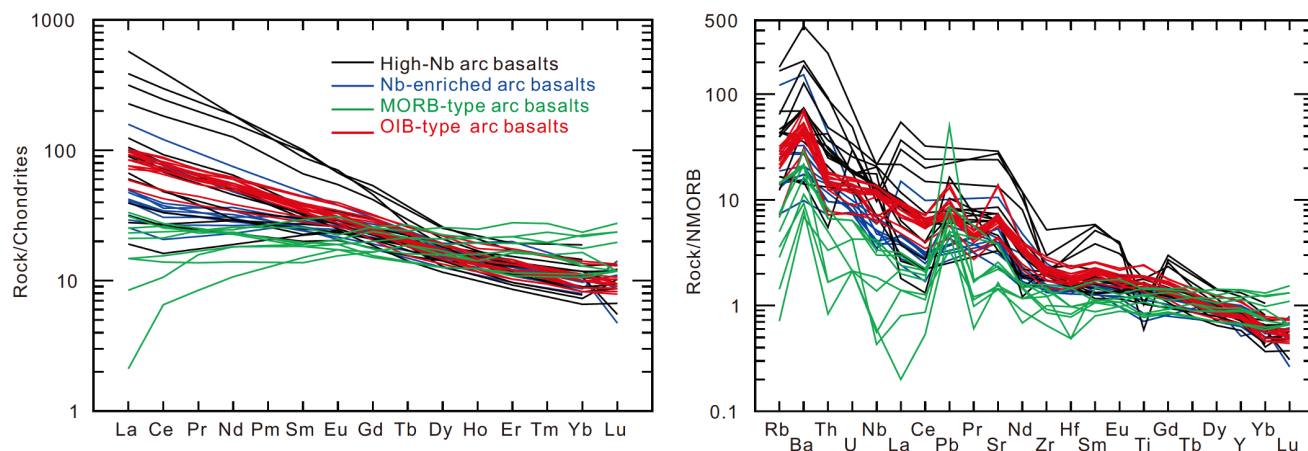 1000
100
10
1
Rock/Chondrites
High-Nb arc basalts
Nb-enriched arc basalts
MORB-type arc basalts
OIB-type arc basalts
La Ce Pr Nd Pm Sm Eu Gd Tb Dy Ho Er Tm Yb Lu
500
100
10
1
0.1
Rock/NMORB
Rb Th Nb Ce Pr Nd Hf Eu Gd Dy Yb
Ba U La Pb Sr Zr Sm Ti Tb Y Lu